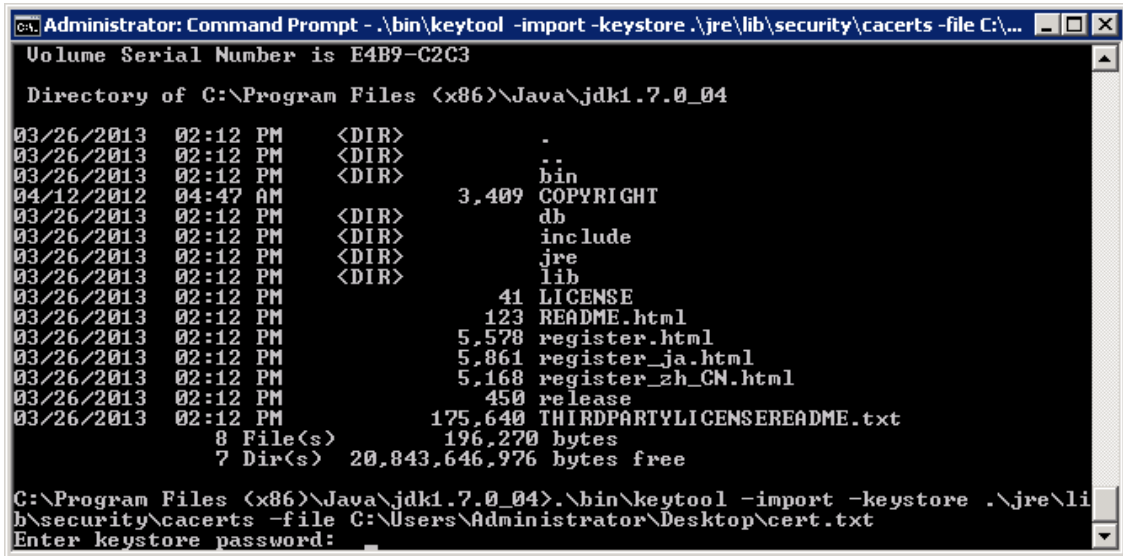 Administrator: Command Prompt - .\bin\keytool -import -keystore .\jre\lib\security\cacerts -file C:\...
Volume Serial Number is E4B9-C2C3
Directory of C:\Program Files (x86)\Java\jdk1.7.0_04
03/26/2013 02:12 PM <DIR> .
03/26/2013 02:12 PM <DIR> ..
03/26/2013 02:12 PM <DIR> bin
04/12/2012 04:47 AM 3,409 COPYRIGHT
03/26/2013 02:12 PM <DIR> db
03/26/2013 02:12 PM <DIR> include
03/26/2013 02:12 PM <DIR> jre
03/26/2013 02:12 PM <DIR> lib
03/26/2013 02:12 PM 41 LICENSE
03/26/2013 02:12 PM 123 README.html
03/26/2013 02:12 PM 5,578 register.html
03/26/2013 02:12 PM 5,861 register_ja.html
03/26/2013 02:12 PM 5,168 register_zh_CN.html
03/26/2013 02:12 PM 450 release
03/26/2013 02:12 PM 175,640 THIRDPARTYLICENSEREADME.txt
8 File(s) 196,270 bytes
7 Dir(s) 20,843,646,976 bytes free
C:\Program Files (x86)\Java\jdk1.7.0_04>.\bin\keytool -import -keystore .\jre\li
b\security\cacerts -file C:\Users\Administrator\Desktop\cert.txt
Enter keystore password: _